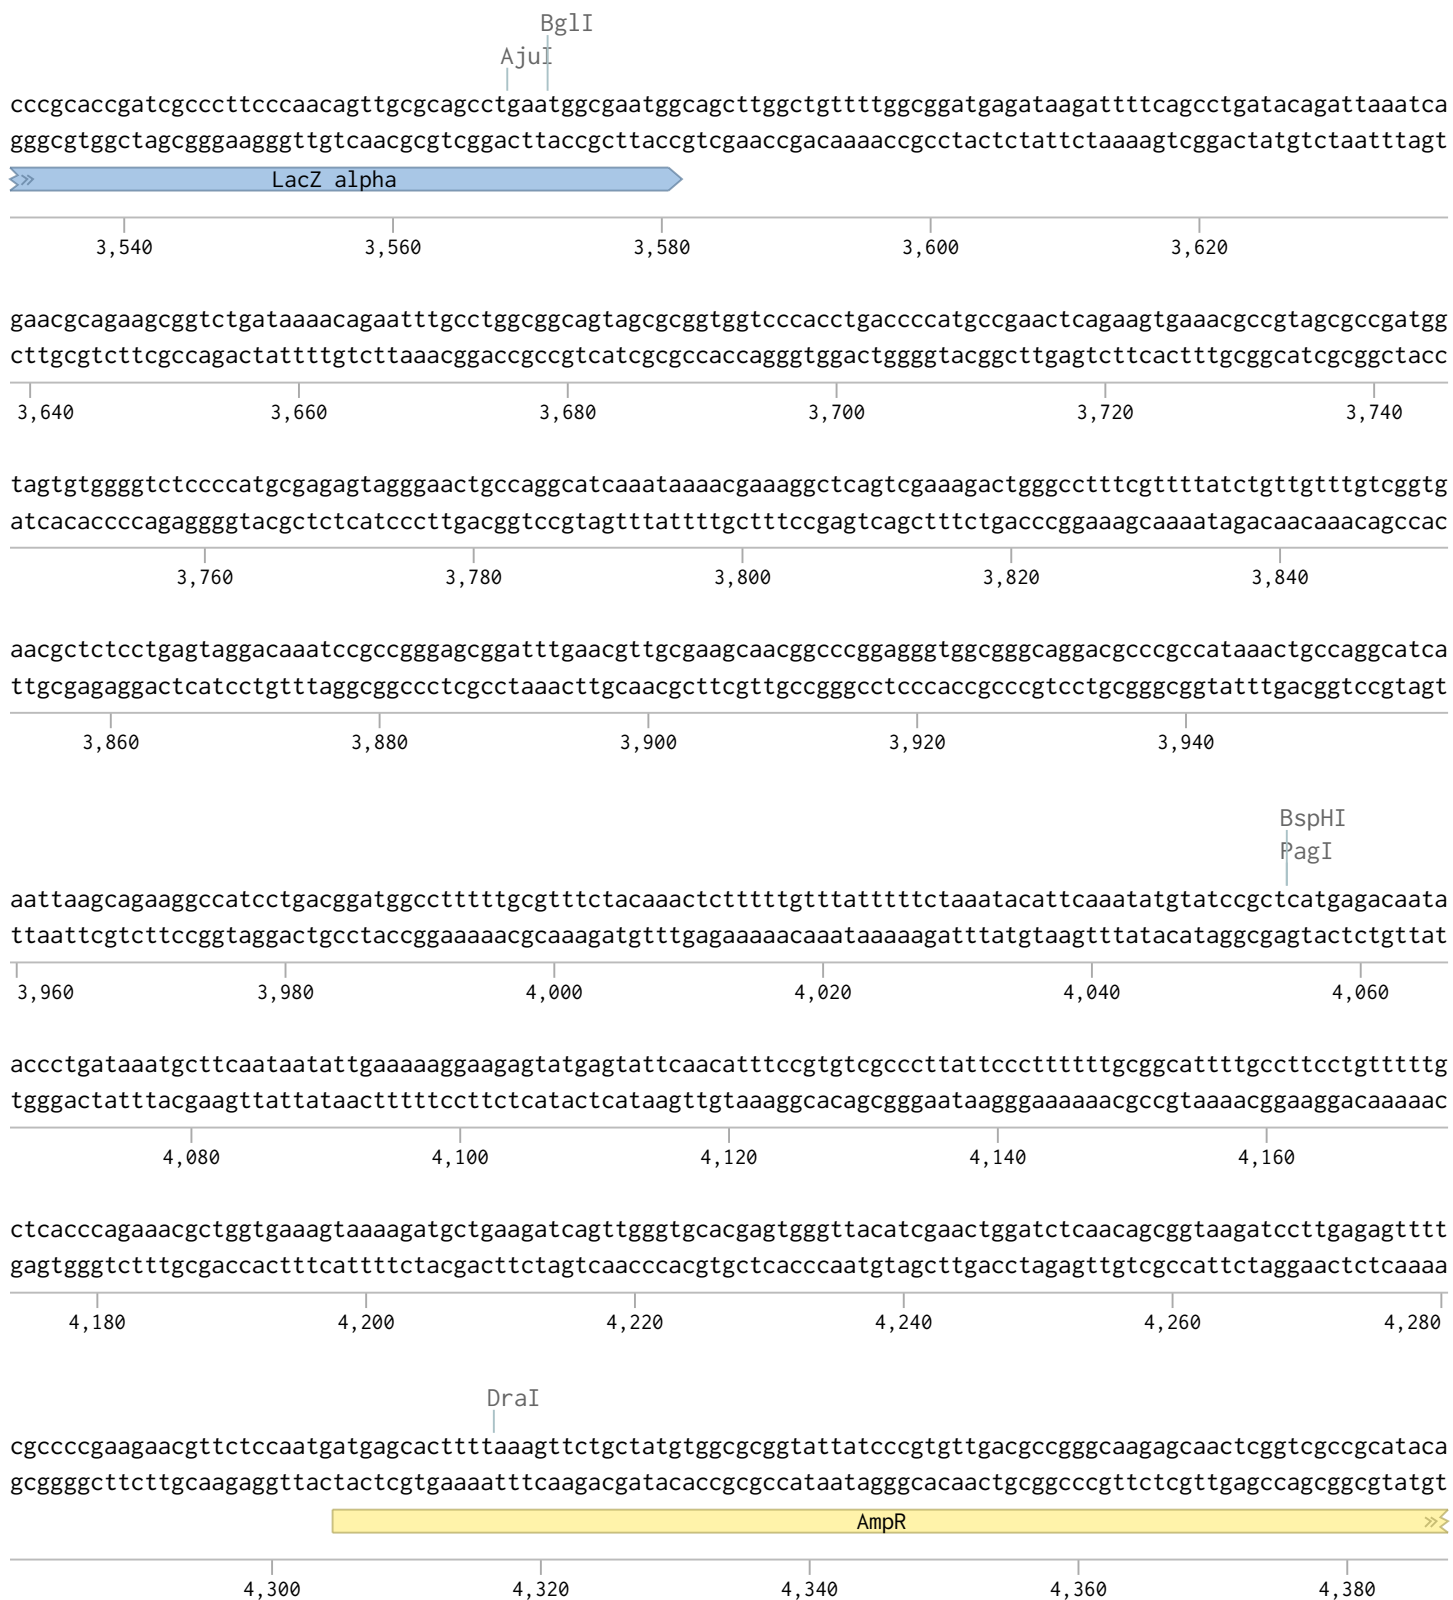 BglI
AjuI
cccgcaccgatcgcccttcccaacagttgcgcagcctgaatggcgaatggcagcttggctgttttggcggatgagataagattttcagcctgatacagattaaatca
gggcgtggctagcgggaagggttgtcaacgcgtcggacttaccgcttaccgtcgaaccgacaaaaccgcctactctattctaaaagtcggactatgtctaatttagt
LacZ alpha
3,540 3,560 3,580 3,600 3,620
gaacgcagaagcggtctgataaaacagaatttgcctggcggcagtagcgcggtggtcccacctgaccccatgccgaactcagaagtgaaacgccgtagcgccgatgg
cttgcgtcttcgccagactattttgtcttaaacggaccgccgtcatcgcgccaccagggtggactggggtacggcttgagtcttcactttgcggcatcgcggctacc
3,640 3,660 3,680 3,700 3,720 3,740
tagtgtggggtctccccatgcgagagtagggaactgccaggcatcaaataaaacgaaaggctcagtcgaaagactgggcctttcgttttatctgttgtttgtcggtg
atcacaccccagaggggtacgctctcatcccttgacggtccgtagtttattttgctttccgagtcagctttctgacccggaaagcaaaatagacaacaaacagccac
3,760 3,780 3,800 3,820 3,840
aacgctctcctgagtaggacaaatccgccgggagcggatttgaacgttgcgaagcaacggcccggagggtggcgggcaggacgcccgccataaactgccaggcatca
ttgcgagaggactcatcctgtttaggcggccctcgcctaaacttgcaacgcttcgttgccgggcctcccaccgcccgtcctgcgggcggtatttgacggtccgtagt
3,860 3,880 3,900 3,920 3,940
BspHI
PagI
aattaagcagaaggccatcctgacggatggcctttttgcgtttctacaaactctttttgtttatttttctaaatacattcaaatatgtatccgctcatgagacaata
ttaattcgtcttccggtaggactgcctaccggaaaaacgcaaagatgtttgagaaaaacaaataaaaagatttatgtaagtttatacataggcgagtactctgttat
3,960 3,980 4,000 4,020 4,040 4,060
accctgataaatgcttcaataatattgaaaaaggaagagtatgagtattcaacatttccgtgtcgcccttattcccttttttgcggcattttgccttcctgtttttg
tgggactatttacgaagttattataactttttccttctcatactcataagttgtaaaggcacagcgggaataagggaaaaaacgccgtaaaacggaaggacaaaaac
4,080 4,100 4,120 4,140 4,160
ctcacccagaaacgctggtgaaagtaaaagatgctgaagatcagttgggtgcacgagtgggttacatcgaactggatctcaacagcggtaagatccttgagagtttt
gagtgggtctttgcgaccactttcattttctacgacttctagtcaacccacgtgctcacccaatgtagcttgacctagagttgtcgccattctaggaactctcaaaa
4,180 4,200 4,220 4,240 4,260 4,280
DraI
cgccccgaagaacgttctccaatgatgagcacttttaaagttctgctatgtggcgcggtattatcccgtgttgacgccgggcaagagcaactcggtcgccgcataca
gcggggcttcttgcaagaggttactactcgtgaaaatttcaagacgatacaccgcgccataatagggcacaactgcggcccgttctcgttgagccagcggcgtatgt
AmpR
4,300 4,320 4,340 4,360 4,380